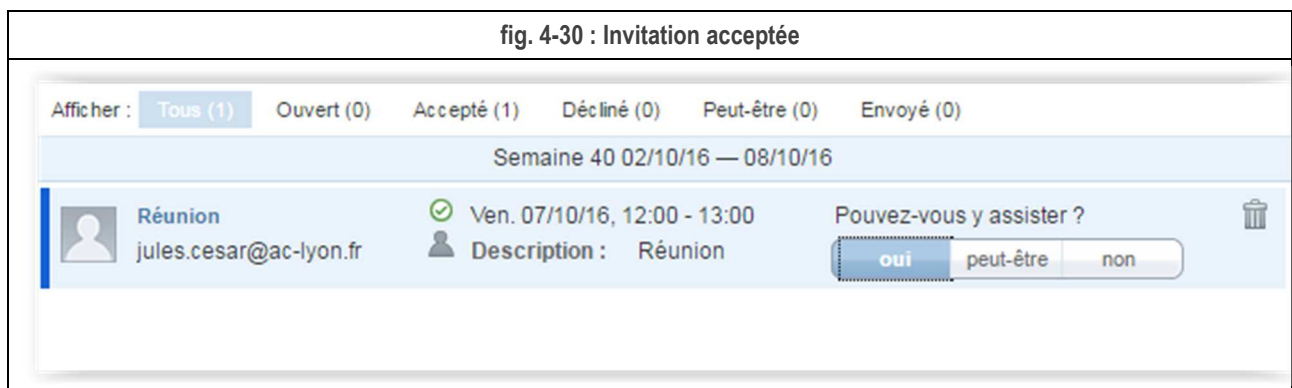 fig. 4-30 : Invitation acceptée
Afficher : Tous (1) Ouvert (0) Accepté (1) Décliné (0) Peut-être (0) Envoyé (0)
Semaine 40 02/10/16 — 08/10/16
Réunion Ven. 07/10/16, 12:00 - 13:00 Pouvez-vous y assister ?
jules.cesar@ac-lyon.fr Description : Réunion oui peut-être non